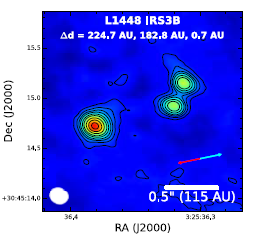 L1448 IRS3B
Δd = 224.7 AU, 182.8 AU, 0.7 AU
Dec (J2000)
15,5
15,0
14,5
+30:45:14,0
0.5" (115 AU)
36,4
3:25:36,3
RA (J2000)